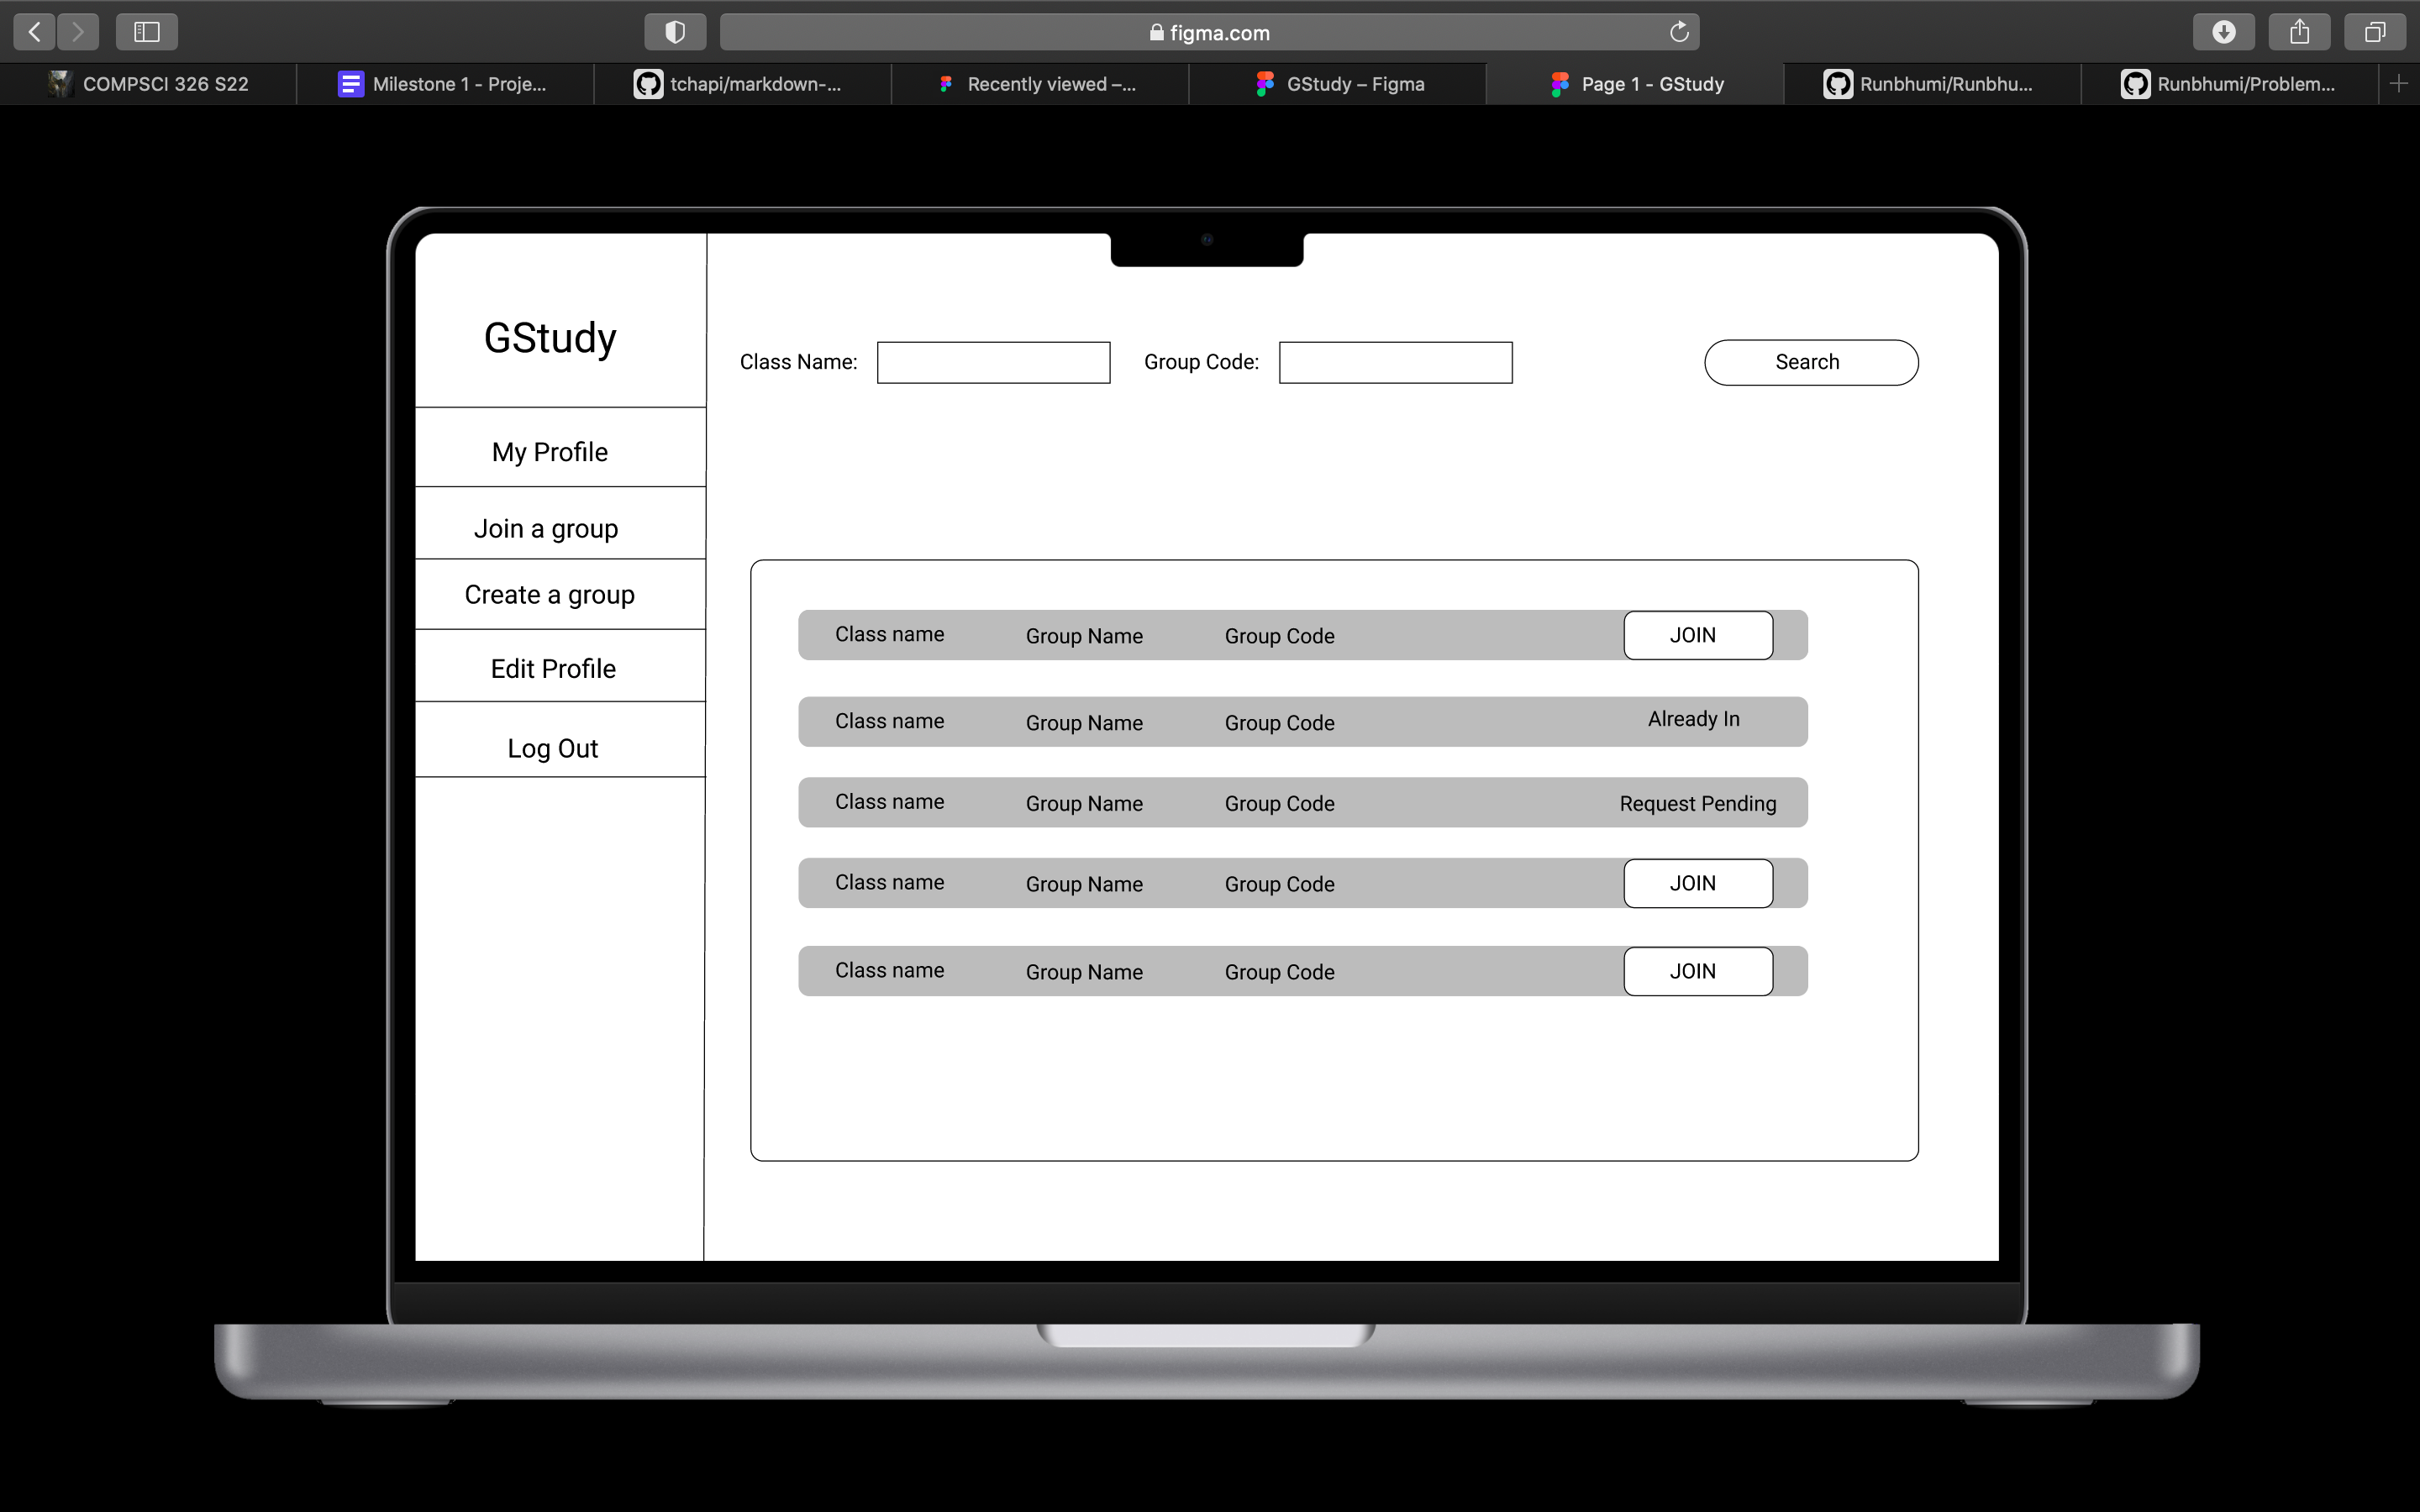 figma.com
COMPSCI 326 S22
Milestone 1 - Proje...
tchapi/markdown-...
Recently viewed –...
GStudy – Figma
Page 1 - GStudy
Runbhumi/Runbhu...
Runbhumi/Problem...
GStudy
My Profile
Join a group
Create a group
Edit Profile
Log Out
Class Name: Group Code: Search
Class name Group Name Group Code JOIN
Class name Group Name Group Code Already In
Class name Group Name Group Code Request Pending
Class name Group Name Group Code JOIN
Class name Group Name Group Code JOIN